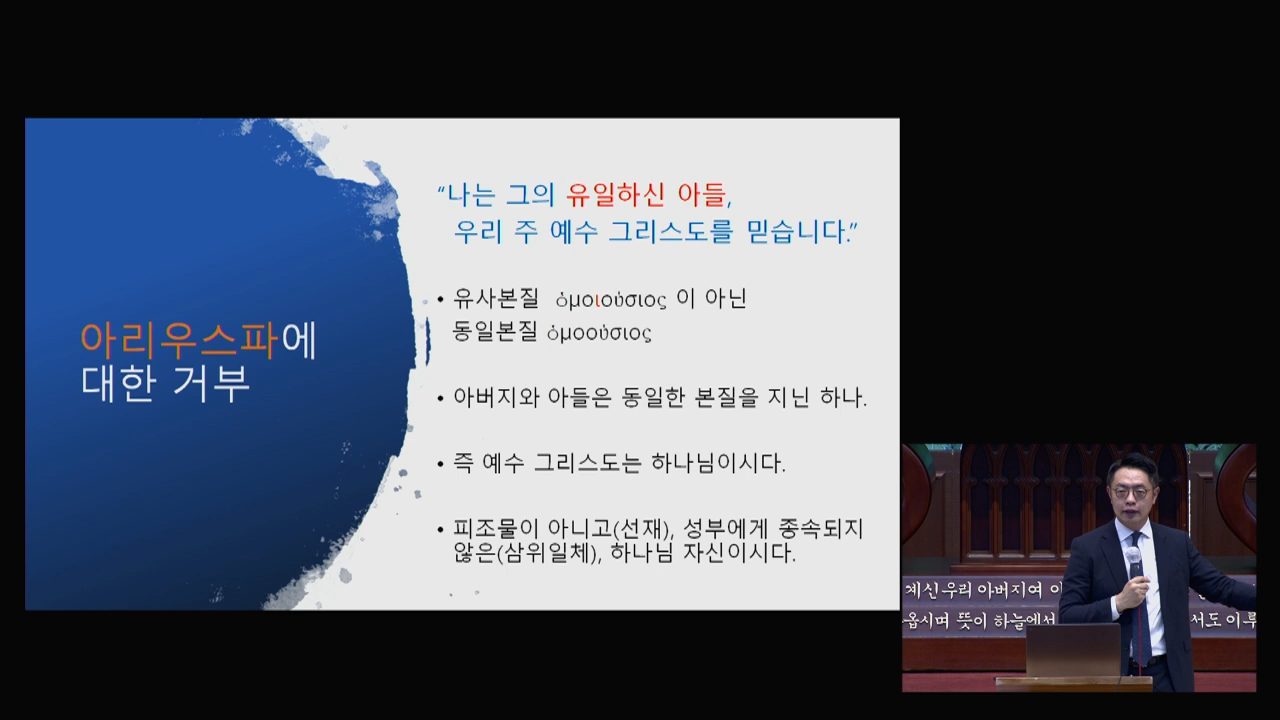 아리우스파에
대한 거부
“나는 그의 유일하신 아들,
우리 주 예수 그리스도를 믿습니다.”
• 유사본질 ὁμοιούσιος 이 아닌
동일본질 ὁμοούσιος
• 아버지와 아들은 동일한 본질을 지닌 하나.
• 즉 예수 그리스도는 하나님이시다.
• 피조물이 아니고(선재), 성부에게 종속되지
않은(삼위일체), 하나님 자신이시다.
계신 우리 아버지여
옵시며 뜻이 하늘에서 서도 이루